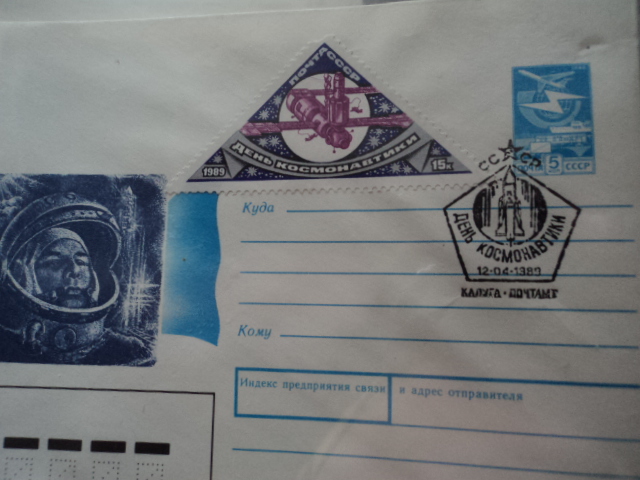 ПОЧТА СССР
1989
ДЕНЬ КОСМОНАВТИКИ
15к
5
СССР
СССР
ДЕНЬ КОСМОНАВТИКИ
12-04-1989
КАЛУГА · ПОЧТАМТ
Куда
Кому
Индекс предприятия связи
и адрес отправителя